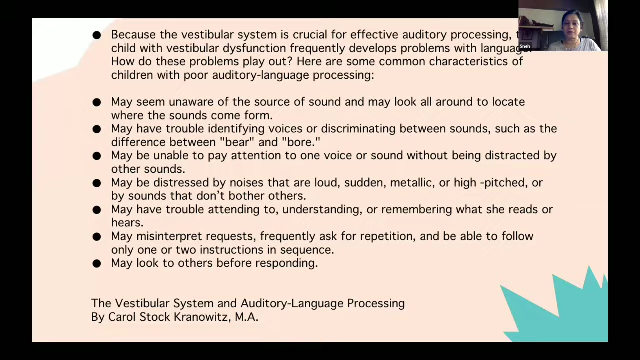 Because the vestibular system is crucial for effective auditory processing,
child with vestibular dysfunction frequently develops problems with language.
How do these problems play out? Here are some common characteristics of
children with poor auditory-language processing:
May seem unaware of the source of sound and may look all around to locate
where the sounds come form.
May have trouble identifying voices or discriminating between sounds, such as the
difference between "bear" and "bore."
May be unable to pay attention to one voice or sound without being distracted by
other sounds.
May be distressed by noises that are loud, sudden, metallic, or high -pitched, or
by sounds that don't bother others.
May have trouble attending to, understanding, or remembering what she reads or
hears.
May misinterpret requests, frequently ask for repetition, and be able to follow
only one or two instructions in sequence.
May look to others before responding.
The Vestibular System and Auditory-Language Processing
By Carol Stock Kranowitz, M.A.